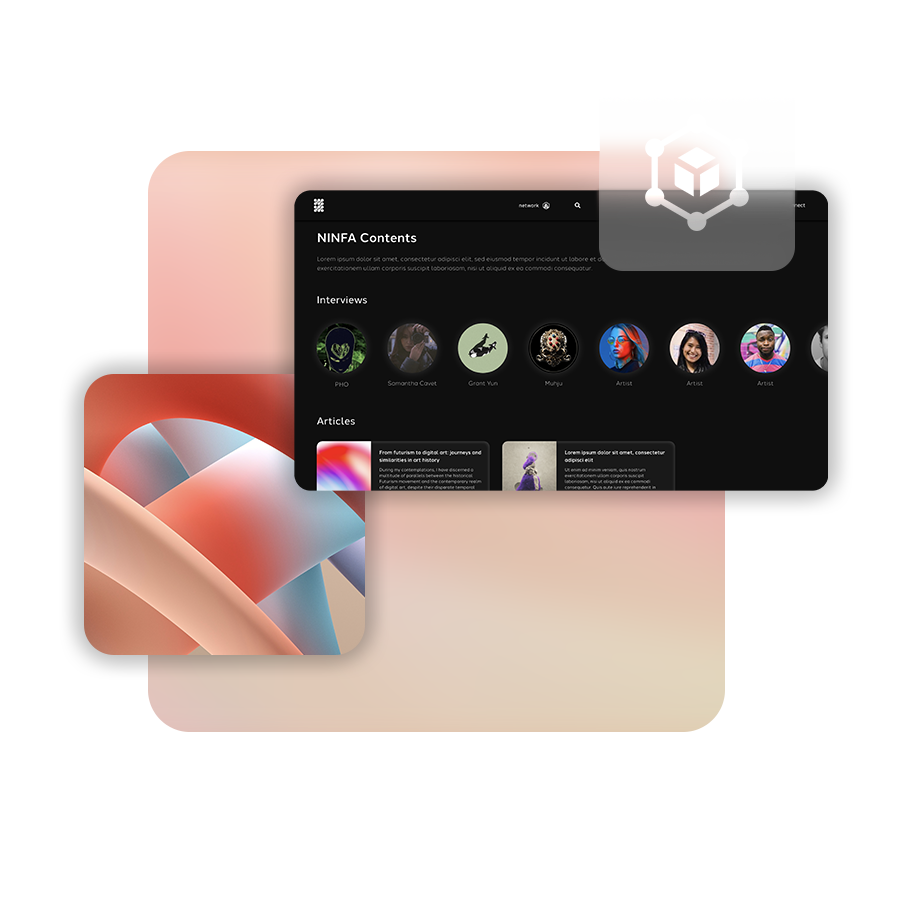 network
NINFA Contents
Lorem ipsum dolor sit amet, consectetur adipisci elit, sed eiusmod tempor incidunt ut labore et
exercitationem ullam corporis suscipit laboriosam, nisi ut aliquid ex ea commodi consequatur.
Interviews
PHO Samantha Cavet Grant Yun Muhju Artist Artist Artist
Articles
From futurism to digital art: journeys and
similarities in art history
During my contemplations, I have discerned a
multitude of parallels between the historical
Futurism movement and the contemporary realm
of digital art, despite their disparate temporal
Lorem ipsum dolor sit amet, consectetur
adipisci elit
Ut enim ad minim veniam, quis nostrum
exercitationem ullam corporis suscipit
laboriosam, nisi ut aliquid ex ea commodi
consequatur. Quis aute iure reprehenderit in